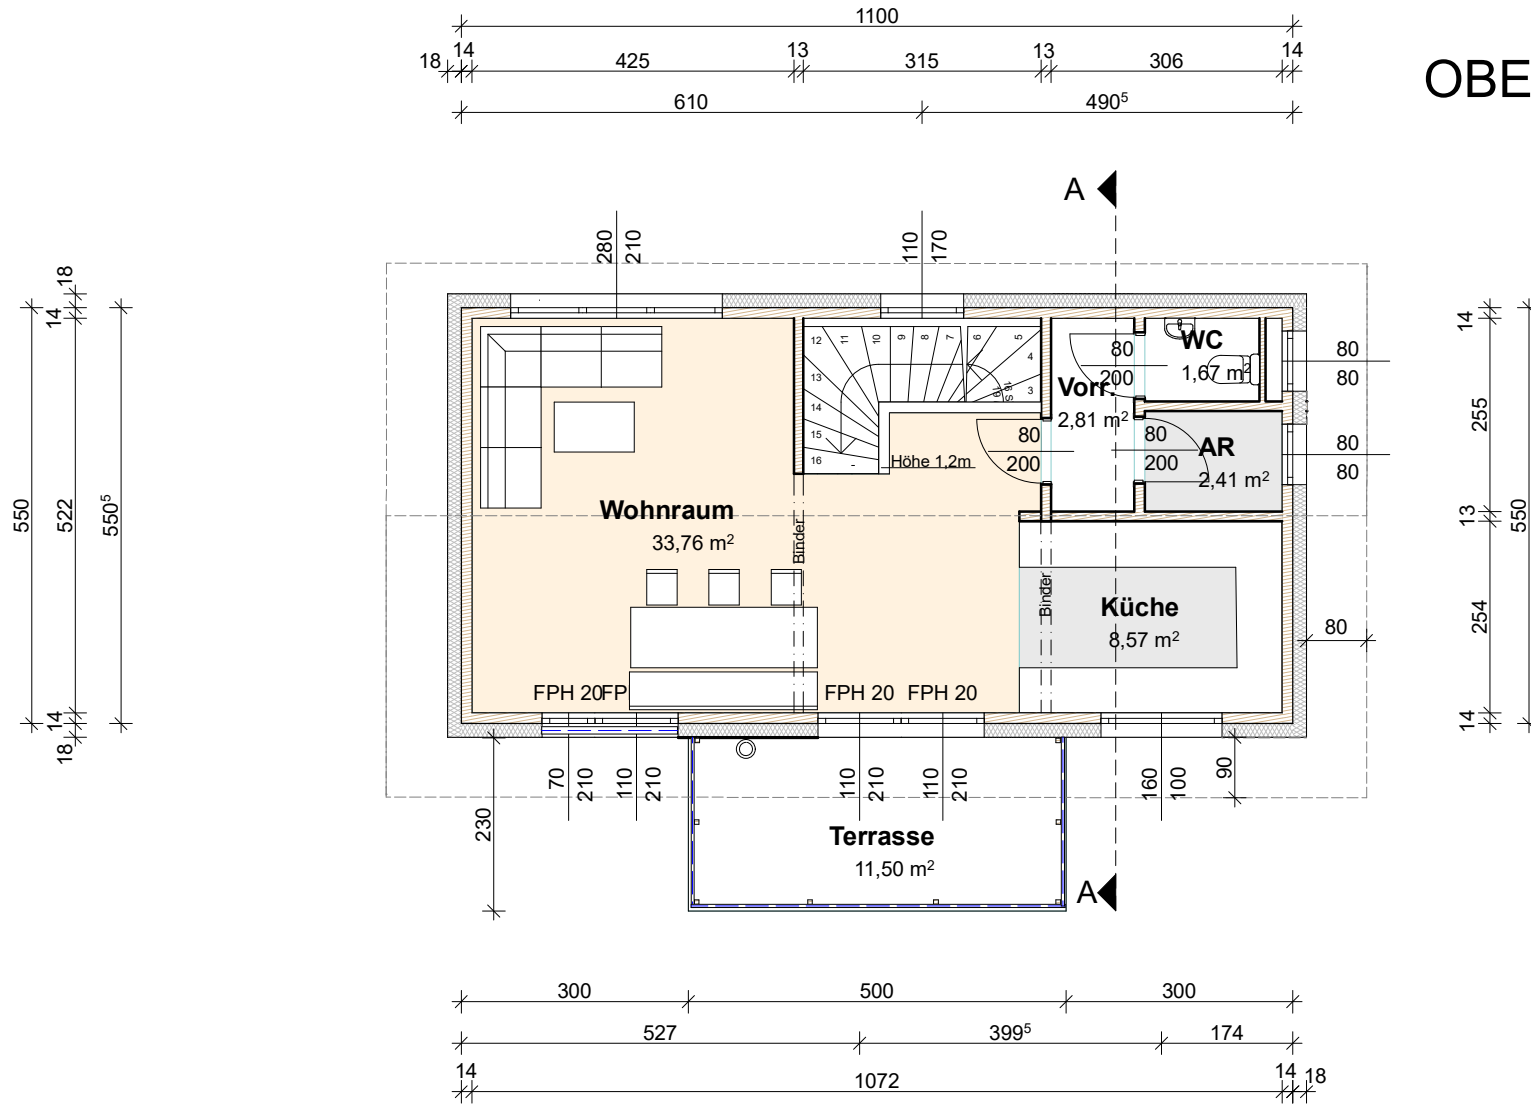 1100
14 13 13 14
18 425 315 306
OBE
610 490⁵
A
280 210 110 170
18
14
550 522 550⁵
14
18
14
255
13
254
14
550
12 11 10 9 8 7 6 5
4
13 3
14
15
16
80
200
WC
1,67 m²
80
80
Vorr.
2,81 m²
80
200
80
200
AR
2,41 m²
80
80
Höhe 1,2m
Wohnraum
33,76 m²
Binder
Binder
Küche
8,57 m²
80
FPH 20FP FPH 20 FPH 20
70 210 110 210 110 210 110 210 160 100 90
230
Terrasse
11,50 m²
A
300 500 300
527 399⁵ 174
14 1072 14 18